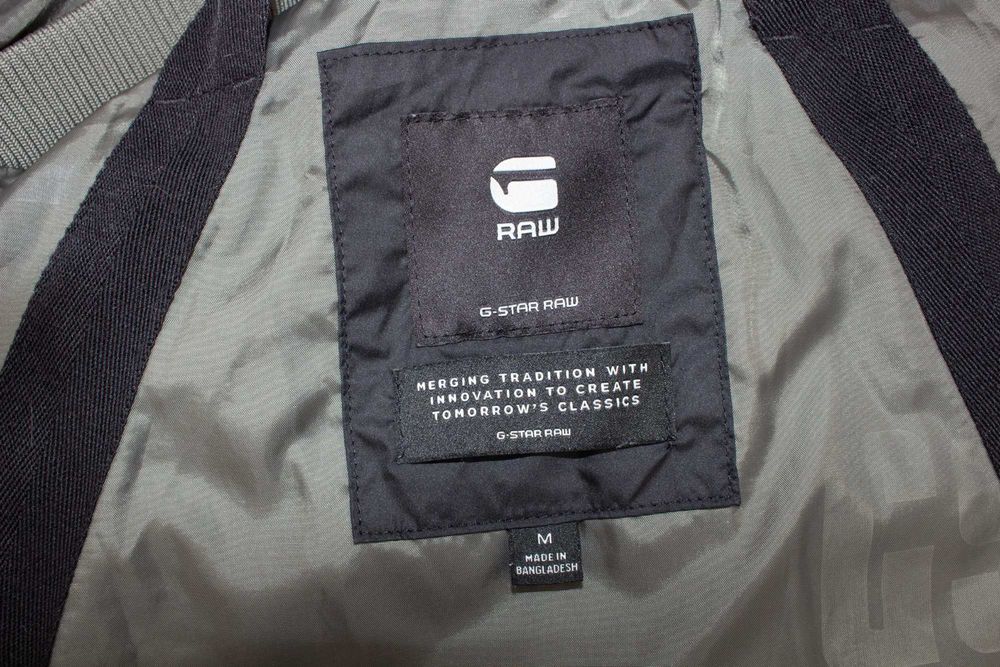 G
RAW
G-STAR RAW
MERGING TRADITION WITH
INNOVATION TO CREATE
TOMORROW'S CLASSICS
G-STAR RAW
M
MADE IN
BANGLADESH